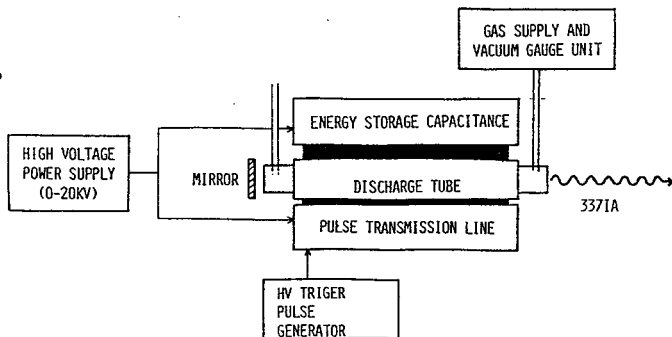 GAS SUPPLY AND
VACUUM GAUGE UNIT
ENERGY STORAGE CAPACITANCE
HIGH VOLTAGE
POWER SUPPLY
(0-20KV)
MIRROR
DISCHARGE TUBE
3371A
PULSE TRANSMISSION LINE
HV TRIGER
PULSE
GENERATOR